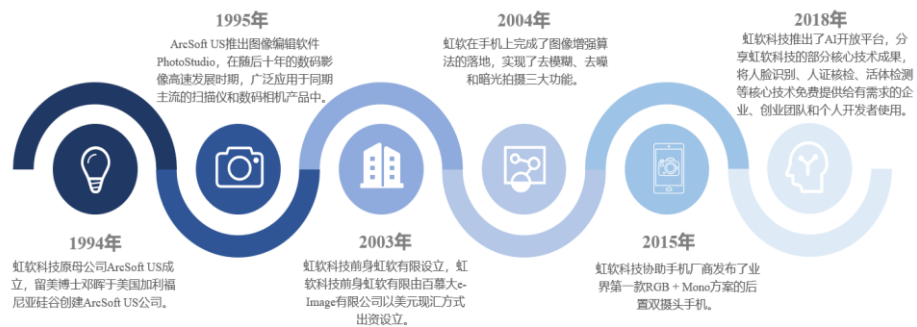 1995年
ArcSoft US推出图像编辑软件
PhotoStudio，在随后十年的数码影
像高速发展时期，广泛应用于同期
主流的扫描仪和数码相机产品中。
2004年
虹软在手机上完成了图像增强算
法的落地，实现了去模糊、去噪
和暗光拍摄三大功能。
2018年
虹软科技推出了AI开放平台，分
享虹软科技的部分核心技术成果，
将人脸识别、人证核检、活体检测
等核心技术免费提供给有需求的企
业、创业团队和个人开发者使用。
1994年
虹软科技原母公司ArcSoft US成
立，留美博士邓晖于美国加利福
尼亚硅谷创建ArcSoft US公司。
2003年
虹软科技前身虹软有限设立，虹
软科技前身虹软有限由百慕大e-
Image有限公司以美元现汇方式
出资设立。
2015年
虹软科技协助手机厂商发布了业
界第一款RGB + Mono方案的后
置双摄头手机。